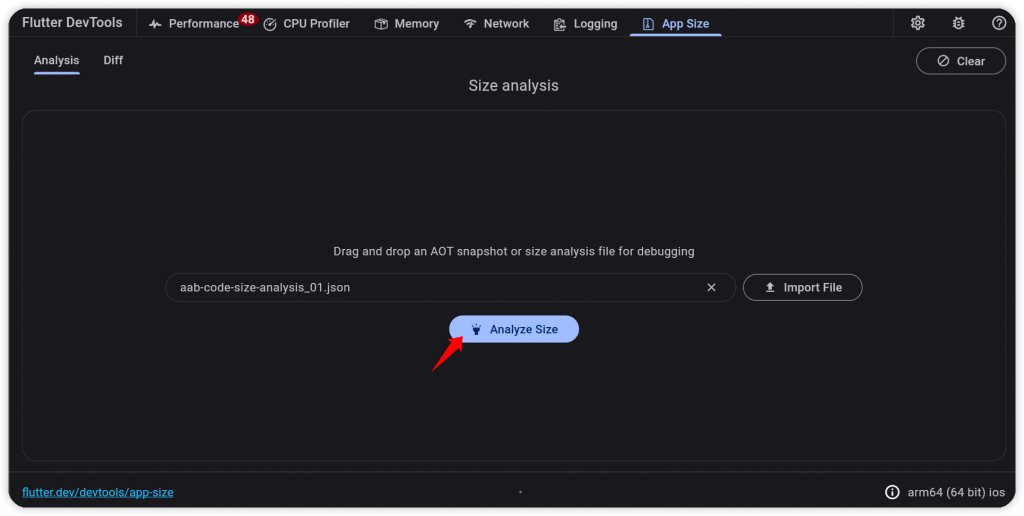 Flutter DevTools Performance 48 CPU Profiler Memory Network Logging App Size
Analysis Diff Clear
Size analysis
Drag and drop an AOT snapshot or size analysis file for debugging
aab-code-size-analysis_01.json Import File
Analyze Size
flutter.dev/devtools/app-size • arm64 (64 bit) ios